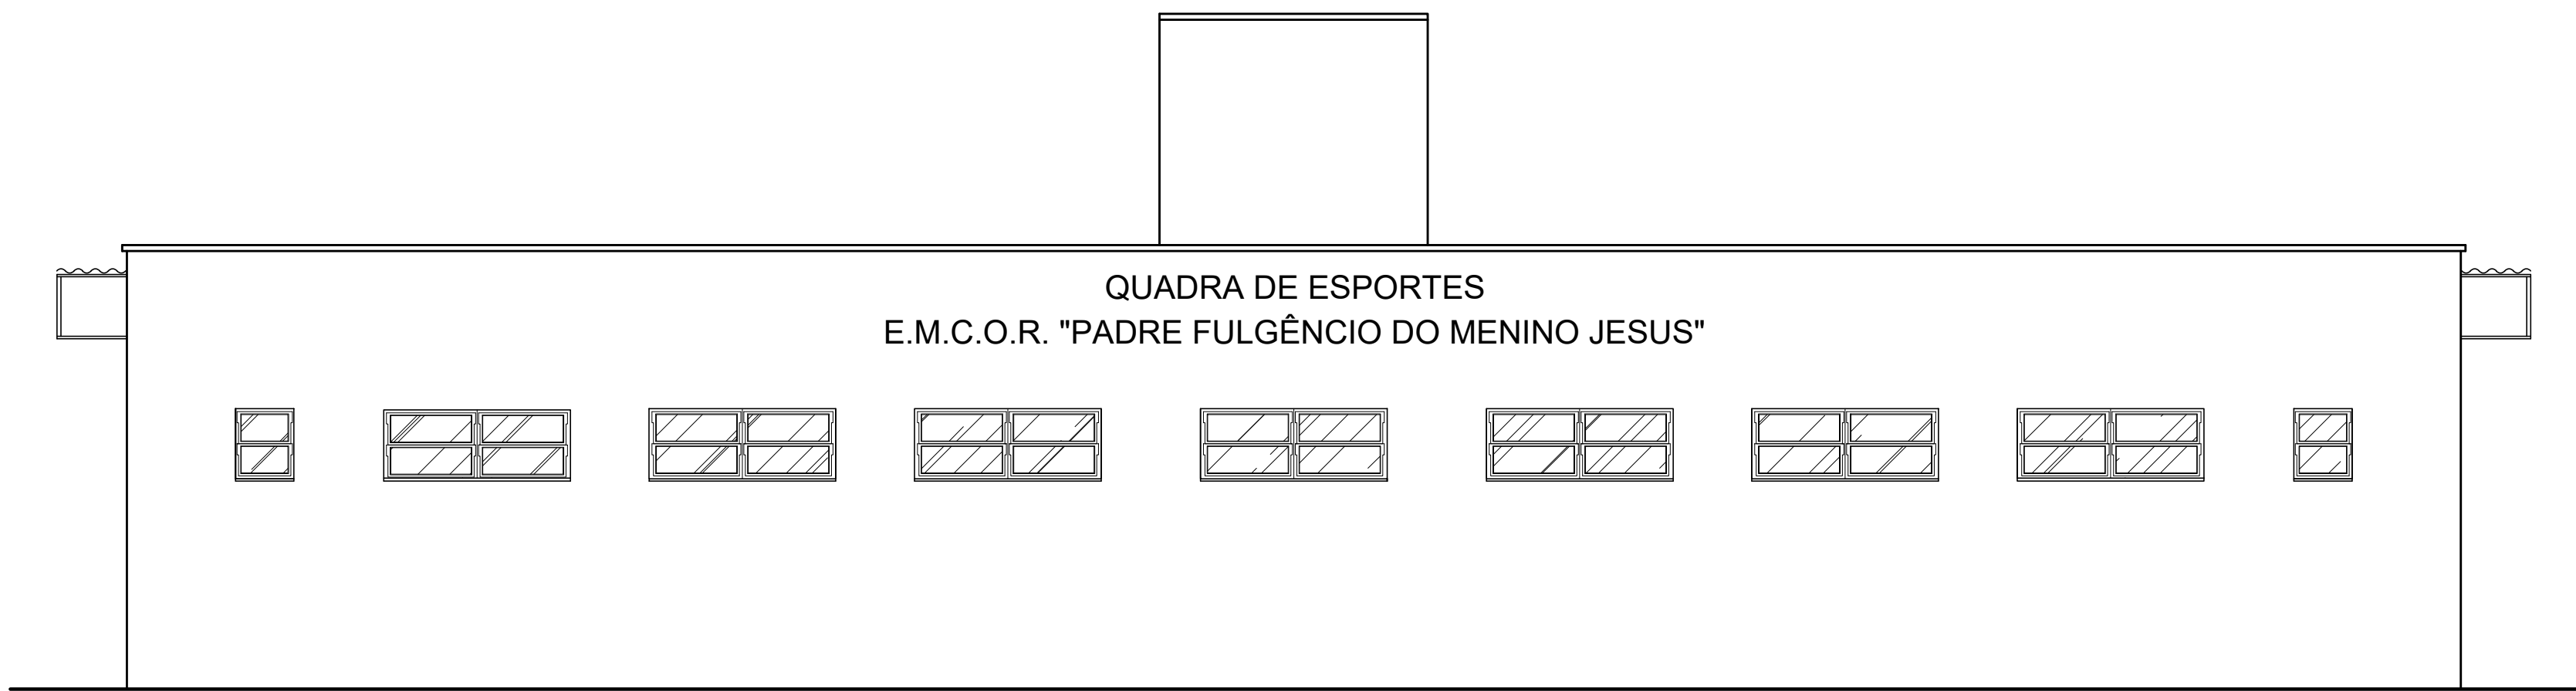 QUADRA DE ESPORTES
E.M.C.O.R. "PADRE FULGÊNCIO DO MENINO JESUS"